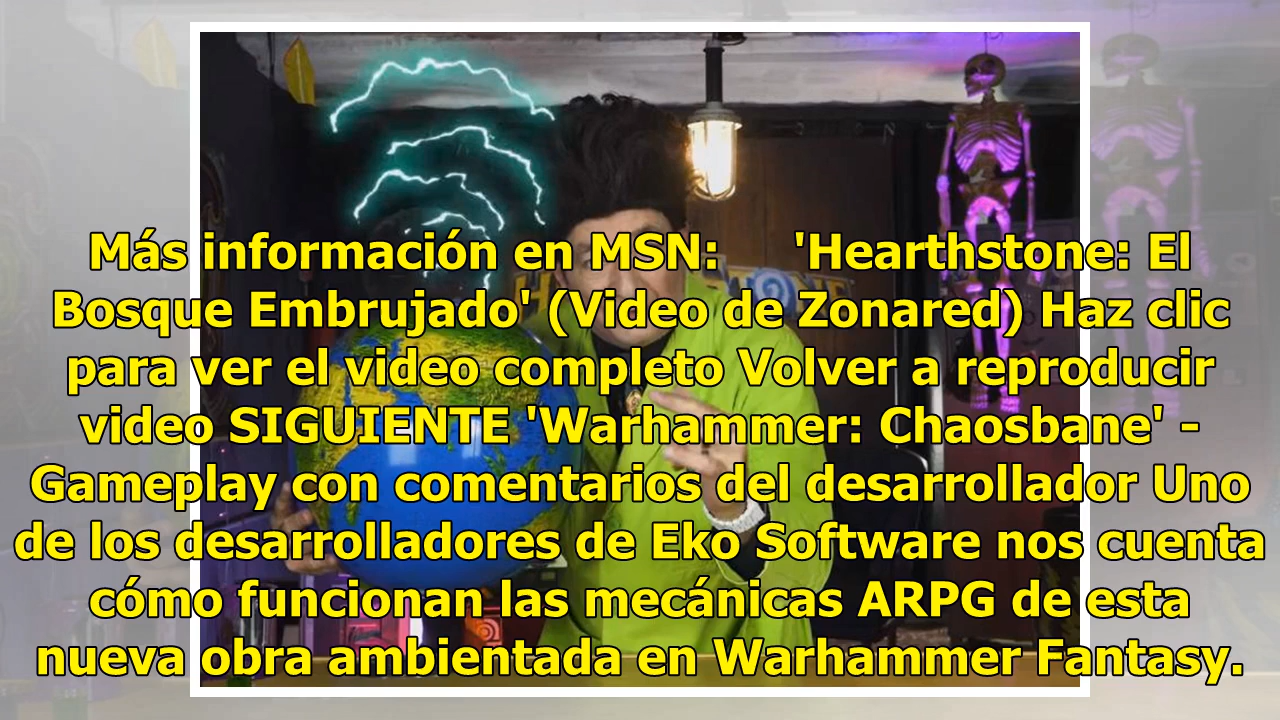 Más información en MSN:     'Hearthstone: El
Bosque Embrujado' (Video de Zonared) Haz clic
para ver el video completo Volver a reproducir
video SIGUIENTE 'Warhammer: Chaosbane' -
Gameplay con comentarios del desarrollador Uno
de los desarrolladores de Eko Software nos cuenta
cómo funcionan las mecánicas ARPG de esta
nueva obra ambientada en Warhammer Fantasy.